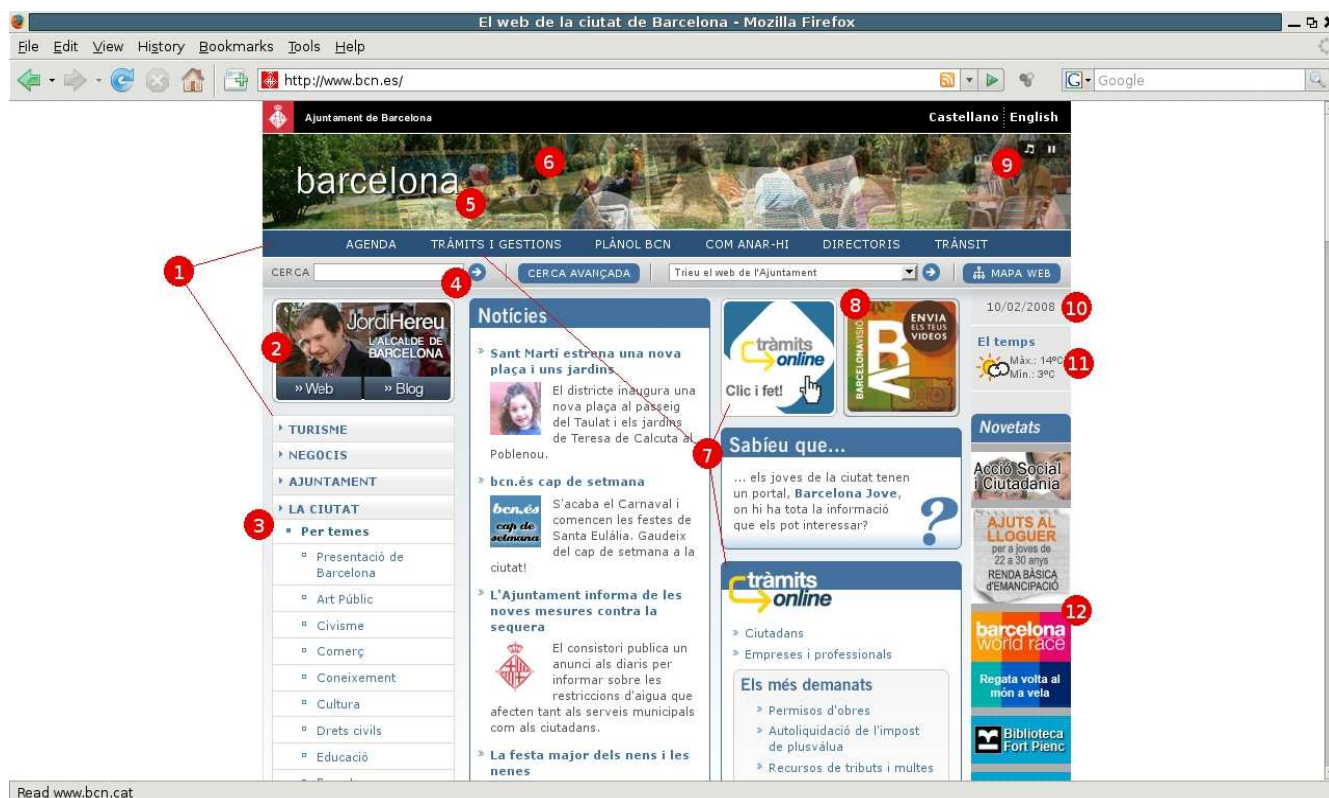 El web de la ciutat de Barcelona - Mozilla Firefox
File Edit View History Bookmarks Tools Help
http://www.bcn.es/
G Google
Ajuntament de Barcelona
Castellano English
barcelona
6
9
5
AGENDA TRÀMITS I GESTIONS PLÀNOL BCN COM ANAR-HI DIRECTORIS TRÀNSIT
1
CERCA
4
CERCA AVANÇADA
Trieu el web de l'Ajuntament
MAPA WEB
2
JordiHereu
L'ALCALDE DE
BARCELONA
» Web » Blog
TURISME
NEGOCIS
AJUNTAMENT
LA CIUTAT
3
Per temes
Presentació de
Barcelona
Art Públic
Civisme
Comerç
Coneixement
Cultura
Drets civils
Educació
Notícies
» Sant Martí estrena una nova
plaça i uns jardins
El districte inaugura una
nova plaça al passeig
del Taulat i els jardins
de Teresa de Calcuta al
Poblenou.
» bcn.és cap de setmana
bcn.és
cap de
setmana
S'acaba el Carnaval i
comencen les festes de
Santa Eulàlia. Gaudeix
del cap de setmana a la
ciutat!
» L'Ajuntament informa de les
noves mesures contra la
sequera
El consistori publica un
anunci als diaris per
informar sobre les
restriccions d'aigua que
afecten tant als serveis municipals
com als ciutadans.
» La festa major dels nens i les
nenes
tràmits
online
Clic i fet!
8
BARCELONAVISIÓ
BV
ENVIA
ELS TEUS
VIDEOS
7
Sabíeu que...
... els joves de la ciutat tenen
un portal, Barcelona Jove,
on hi ha tota la informació
que els pot interessar?
?
tràmits
online
» Ciutadans
» Empreses i professionals
Els més demanats
» Permisos d'obres
» Autoliquidació de l'impost
de plusvàlua
» Recursos de tributs i multes
10/02/2008
10
El temps
Màx.: 14ºC
Mín.: 3ºC
11
Novetats
Acció Social
i Ciutadania
AJUTS AL
LLOGUER
per a joves de
22 a 30 anys
RENDA BÀSICA
D'EMANCIPACIÓ
12
barcelona
world race
Regata volta al
món a vela
Biblioteca
Fort Pienc
Read www.bcn.cat